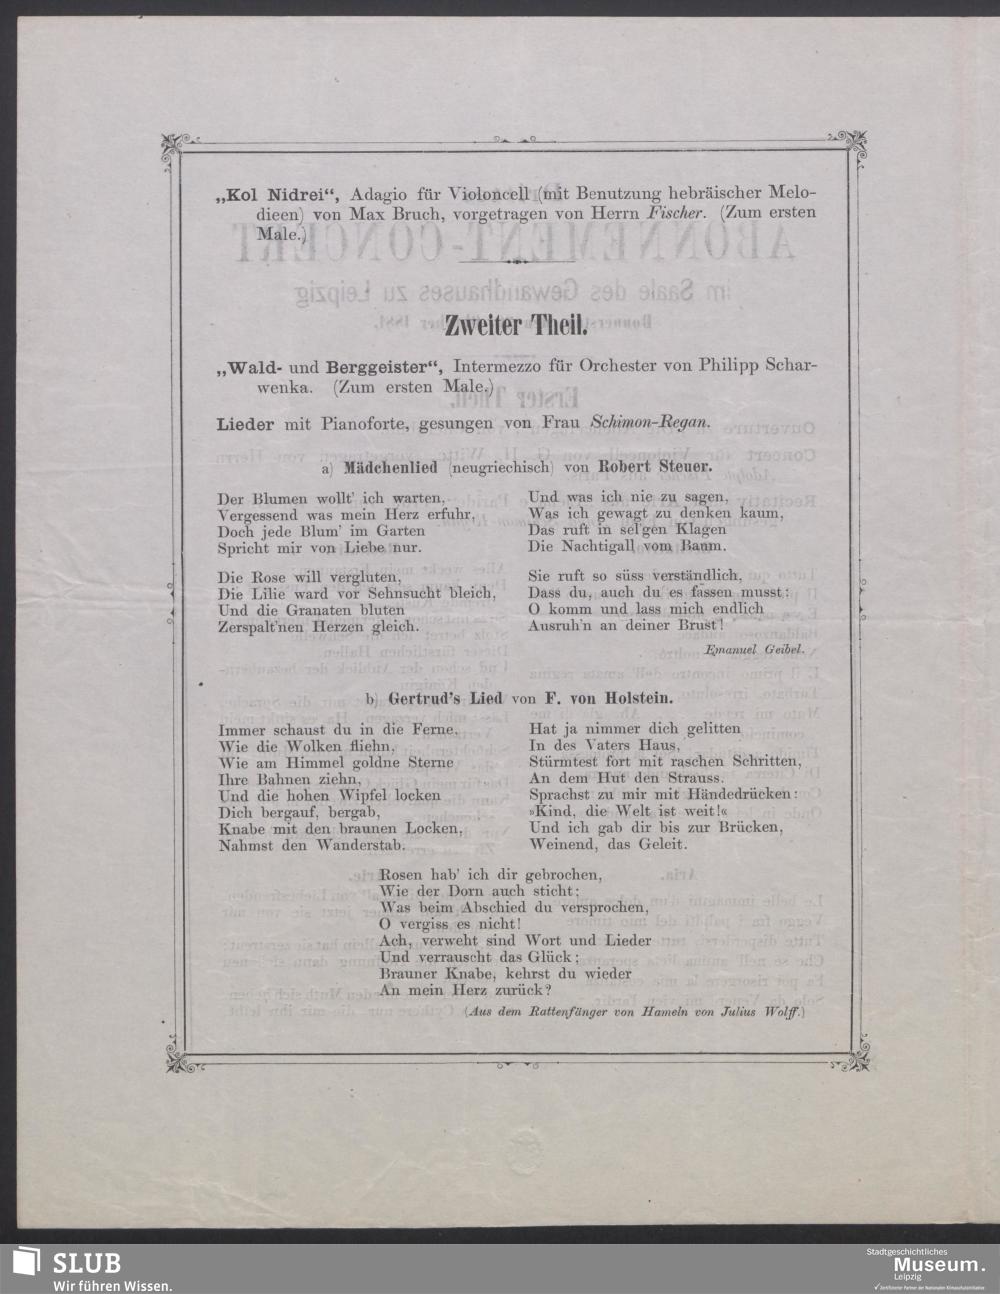 „Kol Nidrei“, Adagio für Violoncell (mit Benutzung hebräischer Melo-
dieen) von Max Bruch, vorgetragen von Herrn Fischer. (Zum ersten
Male.)
Zweiter Theil.
„Wald- und Berggeister“, Intermezzo für Orchester von Philipp Schar-
wenka. (Zum ersten Male.)
Lieder mit Pianoforte, gesungen von Frau Schimon-Regan.
a) Mädchenlied (neugriechisch) von Robert Steuer.
Der Blumen wollt' ich warten,
Vergessend was mein Herz erfuhr,
Doch jede Blum' im Garten
Spricht mir von Liebe nur.
Die Rose will vergluten,
Die Lilie ward vor Sehnsucht bleich,
Und die Granaten bluten
Zerspalt'nen Herzen gleich.
Und was ich nie zu sagen,
Was ich gewagt zu denken kaum,
Das ruft in sel'gen Klagen
Die Nachtigall vom Baum.
Sie ruft so süss verständlich,
Dass du, auch du es fassen musst:
O komm und lass mich endlich
Ausruh'n an deiner Brust!
Emanuel Geibel.
b) Gertrud's Lied von F. von Holstein.
Immer schaust du in die Ferne,
Wie die Wolken fliehn,
Wie am Himmel goldne Sterne
Ihre Bahnen ziehn,
Und die hohen Wipfel locken
Dich bergauf, bergab,
Knabe mit den braunen Locken,
Nahmst den Wanderstab.
Hat ja nimmer dich gelitten
In des Vaters Haus,
Stürmtest fort mit raschen Schritten,
An dem Hut den Strauss.
Sprachst zu mir mit Händedrücken:
»Kind, die Welt ist weit!«
Und ich gab dir bis zur Brücken,
Weinend, das Geleit.
Rosen hab' ich dir gebrochen,
Wie der Dorn auch sticht;
Was beim Abschied du versprochen,
O vergiss es nicht!
Ach, verweht sind Wort und Lieder
Und verrauscht das Glück;
Brauner Knabe, kehrst du wieder
An mein Herz zurück?
(Aus dem Rattenfänger von Hameln von Julius Wolff.)
SLUB
Wir führen Wissen.
Stadtgeschichtliches
Museum.
Leipzig